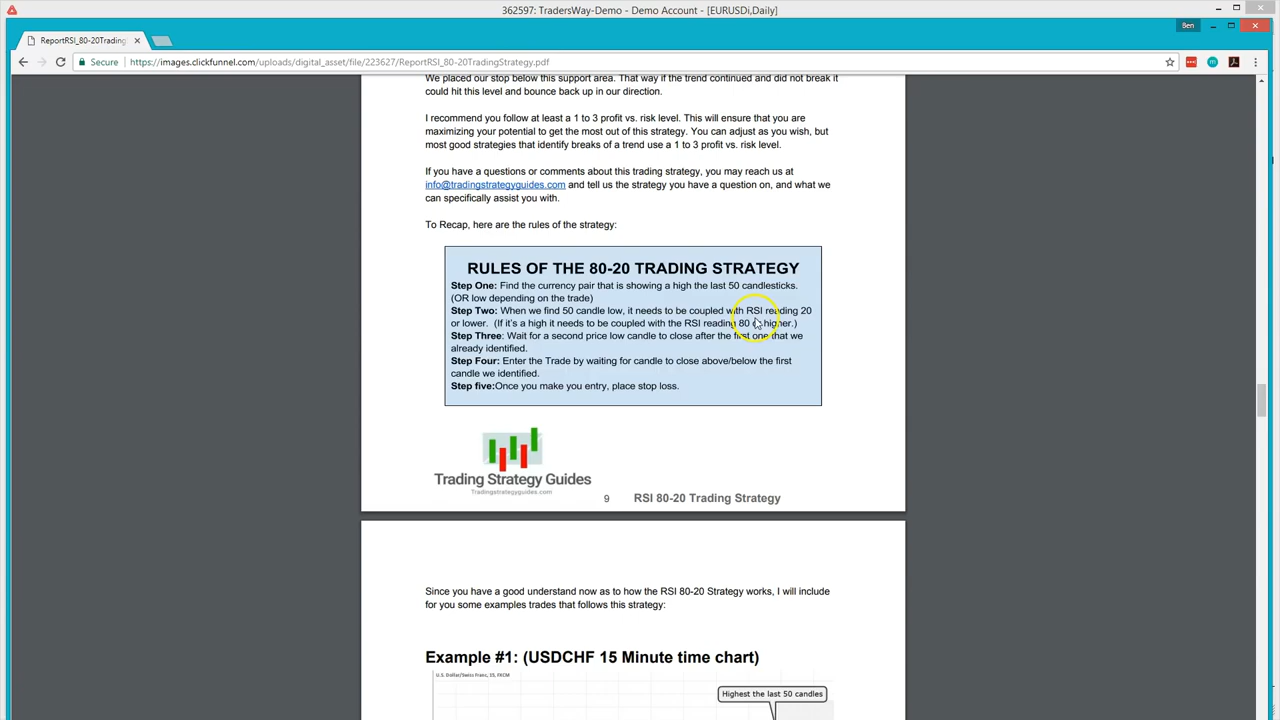 362597: TradersWay-Demo - Demo Account - [EURUSDi,Daily]
Ben
ReportRSI_80-20Trading
Secure
https://images.clickfunnel.com/uploads/digital_asset/file/223627/ReportRSI_80-20TradingStrategy.pdf
We placed our stop below this support area. That way if the trend continued and did not break it
could hit this level and bounce back up in our direction.
I recommend you follow at least a 1 to 3 profit vs. risk level. This will ensure that you are
maximizing your potential to get the most out of this strategy. You can adjust as you wish, but
most good strategies that identify breaks of a trend use a 1 to 3 profit vs. risk level.
If you have a questions or comments about this trading strategy, you may reach us at
info@tradingstrategyguides.com and tell us the strategy you have a question on, and what we
can specifically assist you with.
To Recap, here are the rules of the strategy:
RULES OF THE 80-20 TRADING STRATEGY
Step One: Find the currency pair that is showing a high the last 50 candlesticks.
(OR low depending on the trade)
Step Two: When we find 50 candle low, it needs to be coupled with RSI reading 20
or lower. (If it's a high it needs to be coupled with the RSI reading 80 or higher.)
Step Three: Wait for a second price low candle to close after the first one that we
already identified.
Step Four: Enter the Trade by waiting for candle to close above/below the first
candle we identified.
Step five:Once you make you entry, place stop loss.
Trading Strategy Guides
Tradingstrategyguides.com
9 RSI 80-20 Trading Strategy
Since you have a good understand now as to how the RSI 80-20 Strategy works, I will include
for you some examples trades that follows this strategy:
Example #1: (USDCHF 15 Minute time chart)
U.S. Dollar/Swiss Franc, 15, FXCM
Highest the last 50 candles